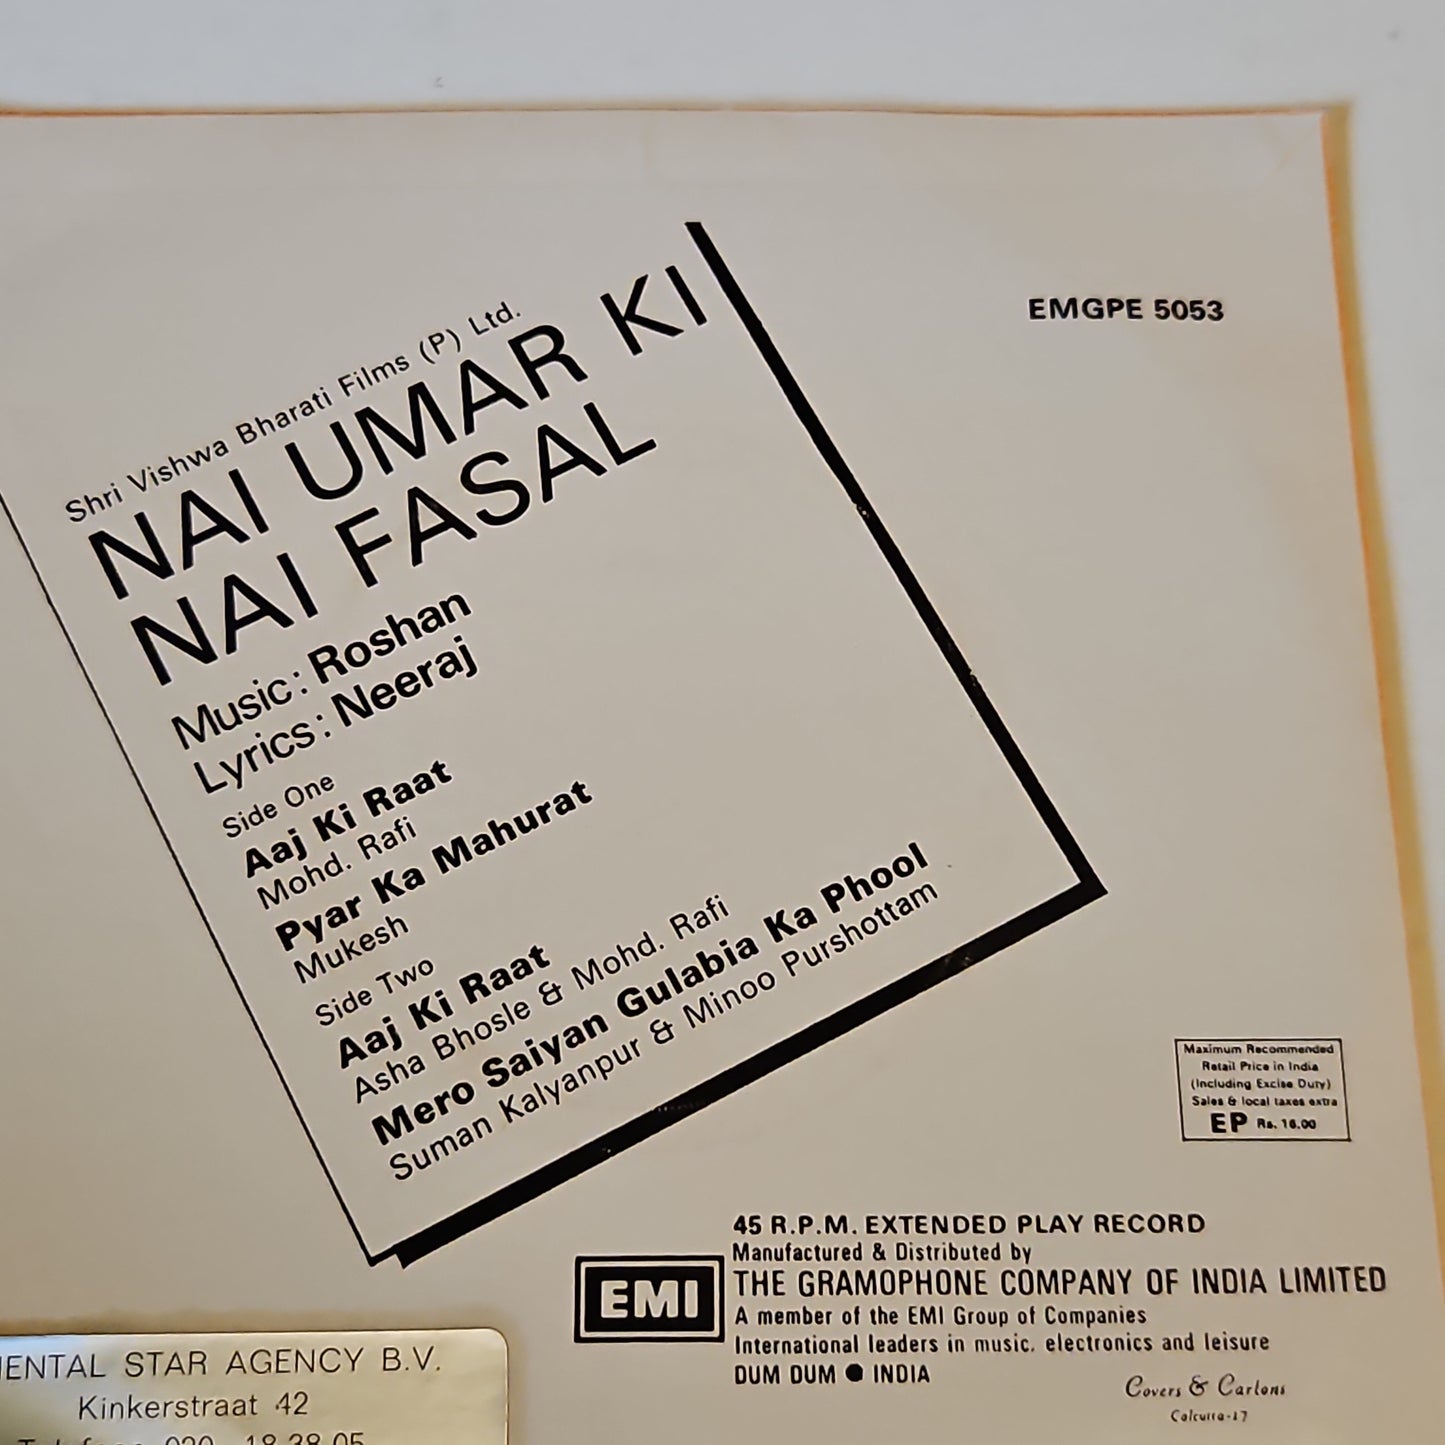 EMGPE 5053
Shri Vishwa Bharati Films (P) Ltd.
NAI UMAR KI
NAI FASAL
Music: Roshan
Lyrics: Neeraj
Side One
Aaj Ki Raat
Mohd. Rafi
Pyar Ka Mahurat
Mukesh
Side Two
Aaj Ki Raat
Asha Bhosle & Mohd. Rafi
Mero Saiyan Gulabia Ka Phool
Suman Kalyanpur & Minoo Purshottam
Maximum Recommended
Retail Price in India
(Including Excise Duty)
Sales & local taxes extra
EP Rs. 16.00
45 R.P.M. EXTENDED PLAY RECORD
Manufactured & Distributed by
THE GRAMOPHONE COMPANY OF INDIA LIMITED
A member of the EMI Group of Companies
International leaders in music. electronics and leisure
DUM DUM ● INDIA
EMI
Covers & Cartons
Calcutta-17
STAR AGENCY B.V.
Kinkerstraat 42
18 38 05